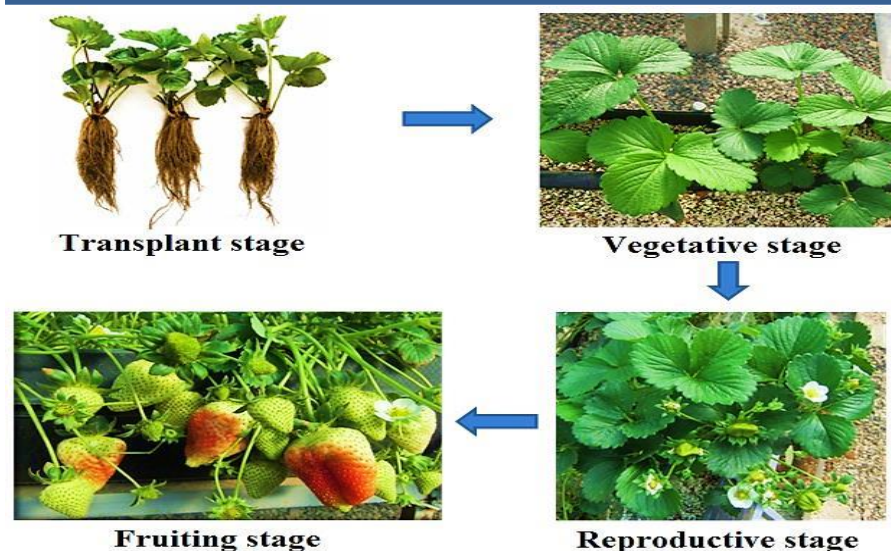 Transplant stage
Vegetative stage
Reproductive stage
Fruiting stage